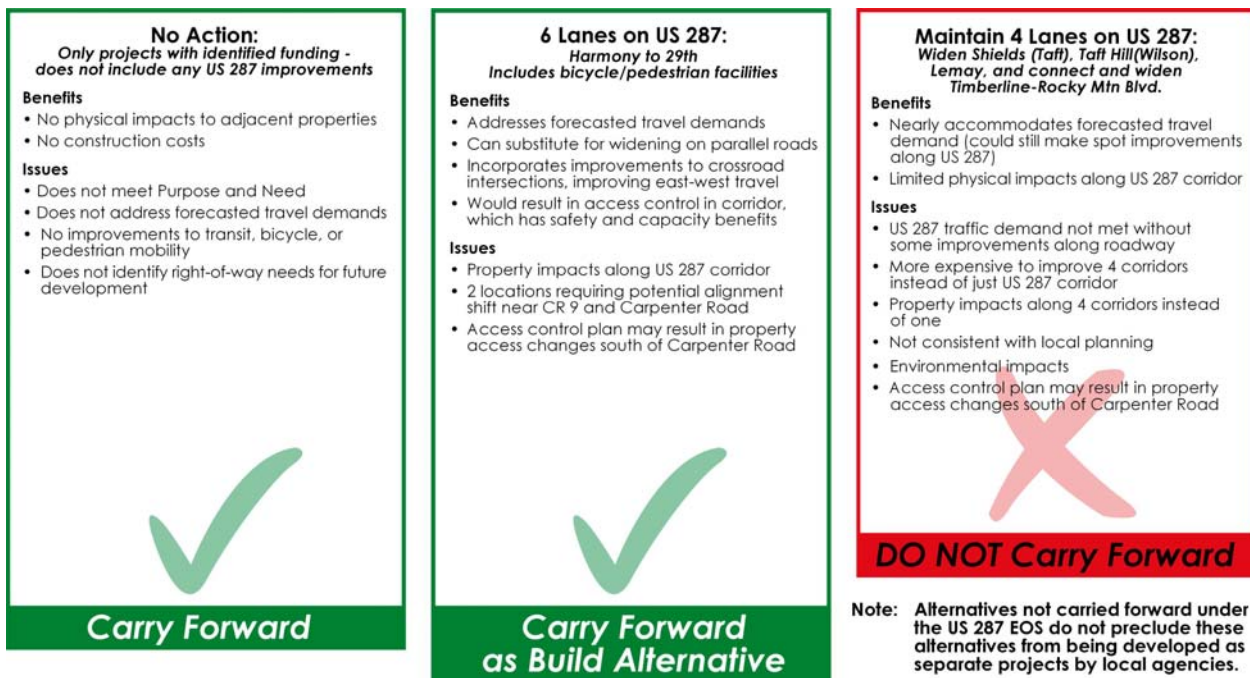 No Action:
Only projects with identified funding -
does not include any US 287 improvements
Benefits
• No physical impacts to adjacent properties
• No construction costs
Issues
• Does not meet Purpose and Need
• Does not address forecasted travel demands
• No improvements to transit, bicycle, or
pedestrian mobility
• Does not identify right-of-way needs for future
development
Carry Forward
6 Lanes on US 287:
Harmony to 29th
Includes bicycle/pedestrian facilities
Benefits
• Addresses forecasted travel demands
• Can substitute for widening on parallel roads
• Incorporates improvements to crossroad
intersections, improving east-west travel
• Would result in access control in corridor,
which has safety and capacity benefits
Issues
• Property impacts along US 287 corridor
• 2 locations requiring potential alignment
shift near CR 9 and Carpenter Road
• Access control plan may result in property
access changes south of Carpenter Road
Carry Forward
as Build Alternative
Maintain 4 Lanes on US 287:
Widen Shields (Taft), Taft Hill(Wilson),
Lemay, and connect and widen
Timberline-Rocky Mtn Blvd.
Benefits
• Nearly accommodates forecasted travel
demand (could still make spot improvements
along US 287)
• Limited physical impacts along US 287 corridor
Issues
• US 287 traffic demand not met without
some improvements along roadway
• More expensive to improve 4 corridors
instead of just US 287 corridor
• Property impacts along 4 corridors instead
of one
• Not consistent with local planning
• Environmental impacts
• Access control plan may result in property
access changes south of Carpenter Road
DO NOT Carry Forward
Note: Alternatives not carried forward under
the US 287 EOS do not preclude these
alternatives from being developed as
separate projects by local agencies.